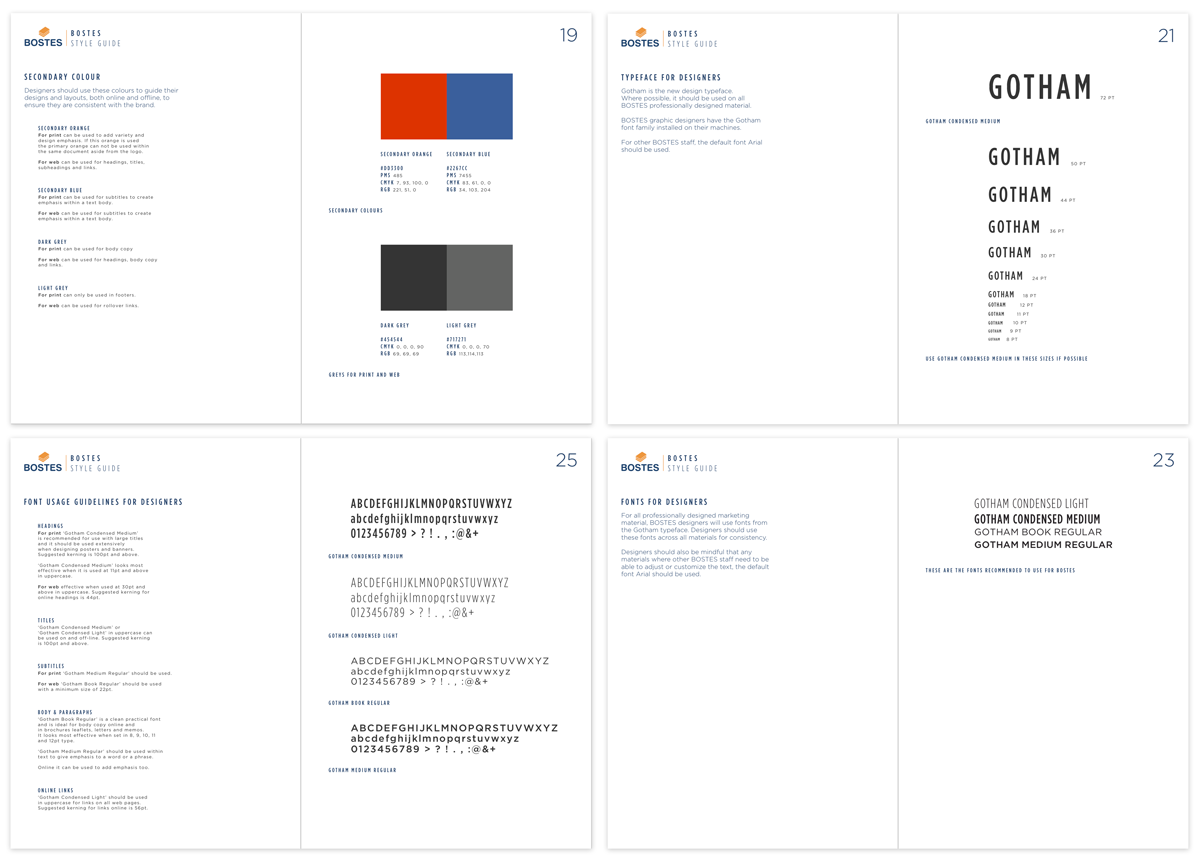 BOSTES
BOSTES
STYLE GUIDE
19
SECONDARY COLOUR
Designers should use these colours to guide their
designs and layouts, both online and offline, to
ensure they are consistent with the brand.
SECONDARY ORANGE
For print can be used to add variety and
design emphasis. If this orange is used
the primary orange can not be used within
the same document aside from the logo.
For web can be used for headings, titles,
subheadings and links.
SECONDARY BLUE
For print can be used for subtitles to create
emphasis within a text body.
For web can be used for subtitles to create
emphasis within a text body.
DARK GREY
For print can be used for body copy.
For web can be used for headings, body copy
and links.
LIGHT GREY
For print can only be used in footers.
For web can be used for rollover links.
SECONDARY ORANGE
#DD3300
PMS 485
CMYK 7, 93, 100, 0
RGB 221, 51, 0
SECONDARY BLUE
#2267CC
PMS 7455
CMYK 83, 61, 0, 0
RGB 34, 103, 204
SECONDARY COLOURS
DARK GREY
#454544
CMYK 0, 0, 0, 90
RGB 69, 69, 69
LIGHT GREY
#717271
CMYK 0, 0, 0, 70
RGB 113,114,113
GREYS FOR PRINT AND WEB
BOSTES
BOSTES
STYLE GUIDE
21
TYPEFACE FOR DESIGNERS
Gotham is the new design typeface.
Where possible, it should be used on all
BOSTES professionally designed material.
BOSTES graphic designers have the Gotham
font family installed on their machines.
For other BOSTES staff, the default font Arial
should be used.
GOTHAM 72 PT
GOTHAM CONDENSED MEDIUM
GOTHAM 50 PT
GOTHAM 44 PT
GOTHAM 36 PT
GOTHAM 30 PT
GOTHAM 24 PT
GOTHAM 18 PT
GOTHAM 12 PT
GOTHAM 11 PT
GOTHAM 10 PT
GOTHAM 9 PT
GOTHAM 8 PT
USE GOTHAM CONDENSED MEDIUM IN THESE SIZES IF POSSIBLE
BOSTES
BOSTES
STYLE GUIDE
25
FONT USAGE GUIDELINES FOR DESIGNERS
HEADINGS
For print 'Gotham Condensed Medium'
is recommended for use with large titles
and it should be used extensively
when designing posters and banners.
Suggested kerning is 100pt and above.
'Gotham Condensed Medium' looks most
effective when it is used at 11pt and above
in uppercase.
For web effective when used at 30pt and
above in uppercase. Suggested kerning for
online headings is 44pt.
TITLES
'Gotham Condensed Medium' or
'Gotham Condensed Light' in uppercase can
be used on and off-line. Suggested kerning
is 100pt and above.
SUBTITLES
For print 'Gotham Medium Regular' should be used.
For web 'Gotham Book Regular' should be used
with a minimum size of 22pt.
BODY & PARAGRAPHS
'Gotham Book Regular' is a clean practical font
and is ideal for body copy online and
in brochures leaflets, letters and memos.
It looks most effective when set in 8, 9, 10, 11
and 12pt type.
'Gotham Medium Regular' should be used within
text to give emphasis to a word or a phrase.
Online it can be used to add emphasis too.
ONLINE LINKS
'Gotham Condensed Light' should be used
in uppercase for links on all web pages.
Suggested kerning for links online is 56pt.
ABCDEFGHIJKLMNOPQRSTUVWXYZ
abcdefghijklmnopqrstuvwxyz
0123456789 > ? ! . , :@&+
GOTHAM CONDENSED MEDIUM
ABCDEFGHIJKLMNOPQRSTUVWXYZ
abcdefghijklmnopqrstuvwxyz
0123456789 > ? ! . , :@&+
GOTHAM CONDENSED LIGHT
ABCDEFGHIJKLMNOPQRSTUVWXYZ
abcdefghijklmnopqrstuvwxyz
0123456789 > ? ! . , :@&+
GOTHAM BOOK REGULAR
ABCDEFGHIJKLMNOPQRSTUVWXYZ
abcdefghijklmnopqrstuvwxyz
0123456789 > ? ! . , :@&+
GOTHAM MEDIUM REGULAR
BOSTES
BOSTES
STYLE GUIDE
23
FONTS FOR DESIGNERS
For all professionally designed marketing
material, BOSTES designers will use fonts from
the Gotham typeface. Designers should use
these fonts across all materials for consistency.
Designers should also be mindful that any
materials where other BOSTES staff need to be
able to adjust or customize the text, the default
font Arial should be used.
GOTHAM CONDENSED LIGHT
GOTHAM CONDENSED MEDIUM
GOTHAM BOOK REGULAR
GOTHAM MEDIUM REGULAR
THESE ARE THE FONTS RECOMMENDED TO USE FOR BOSTES